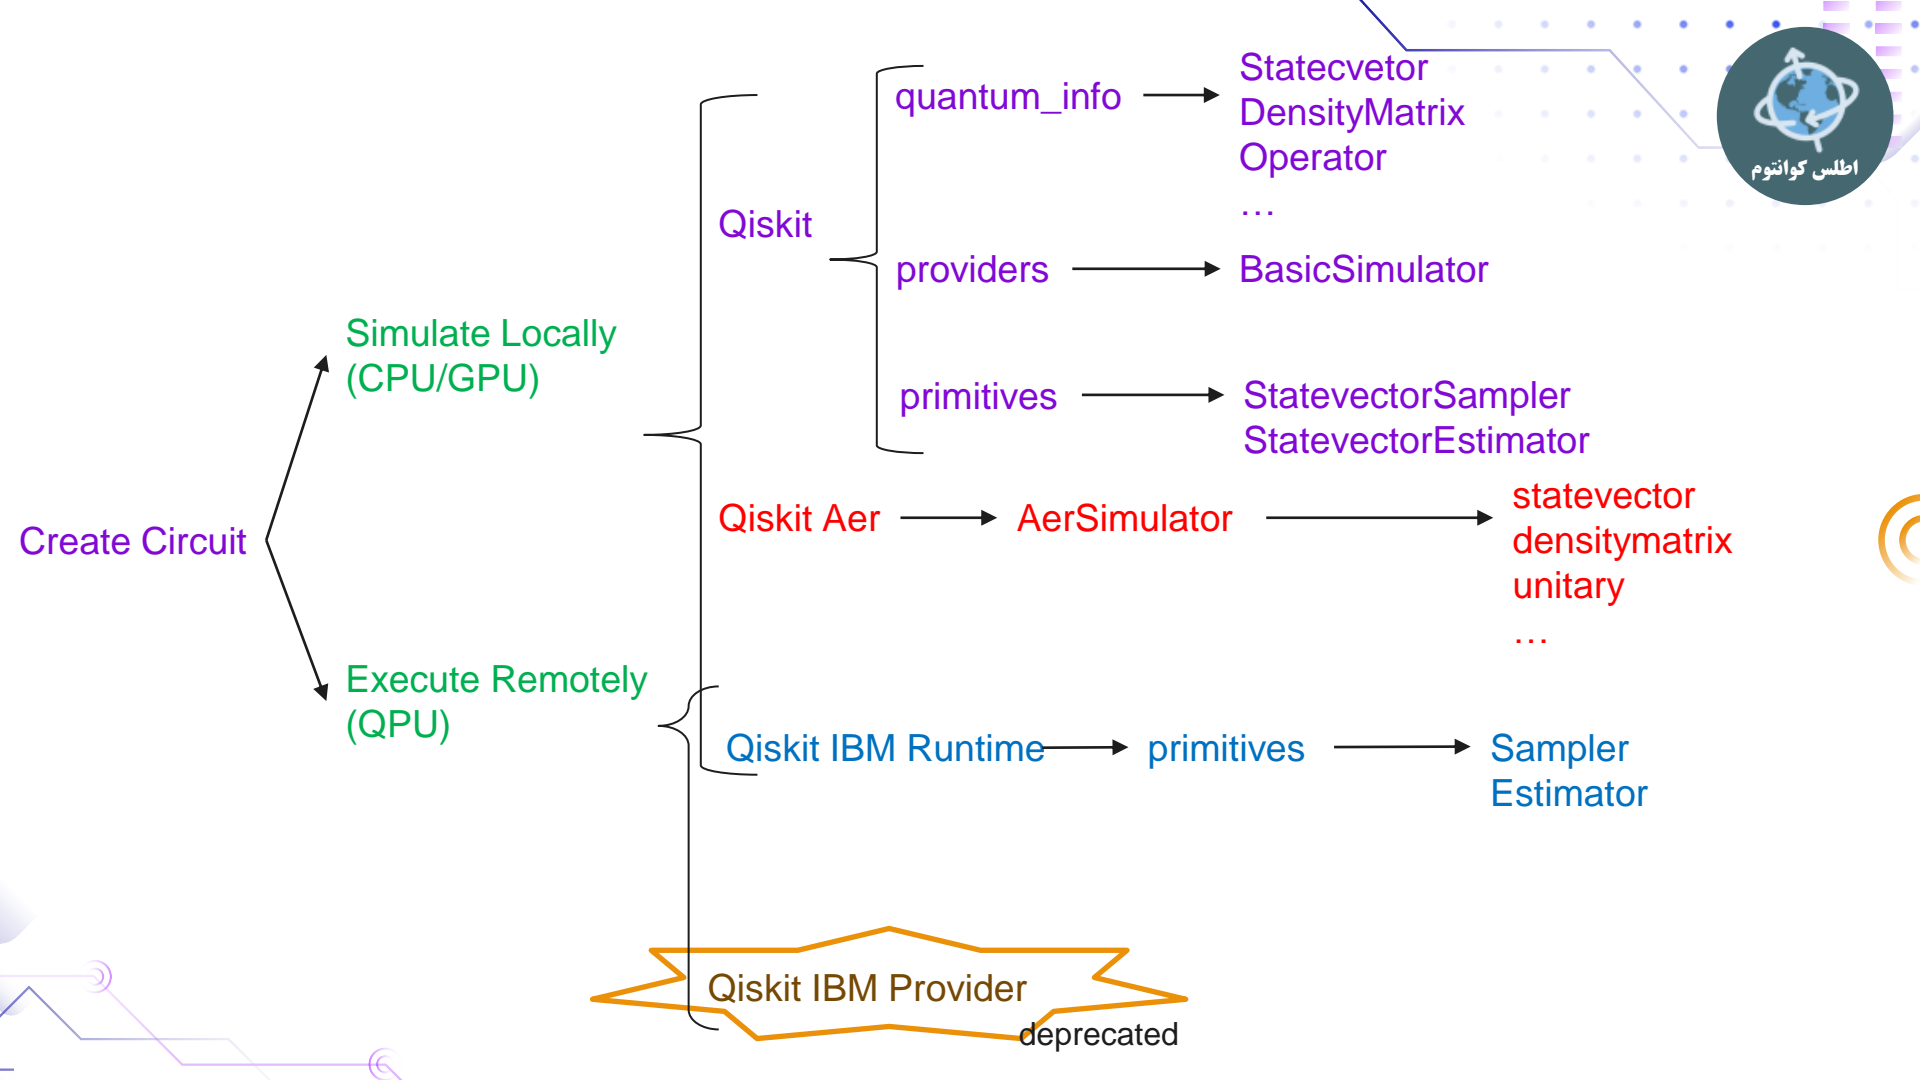 quantum_info
Statecvetor
DensityMatrix
Operator
…
اطلس کوانتوم
Qiskit
providers
BasicSimulator
Simulate Locally
(CPU/GPU)
primitives
StatevectorSampler
StatevectorEstimator
Create Circuit
Qiskit Aer
AerSimulator
statevector
densitymatrix
unitary
…
Execute Remotely
(QPU)
Qiskit IBM Runtime
primitives
Sampler
Estimator
Qiskit IBM Provider
deprecated